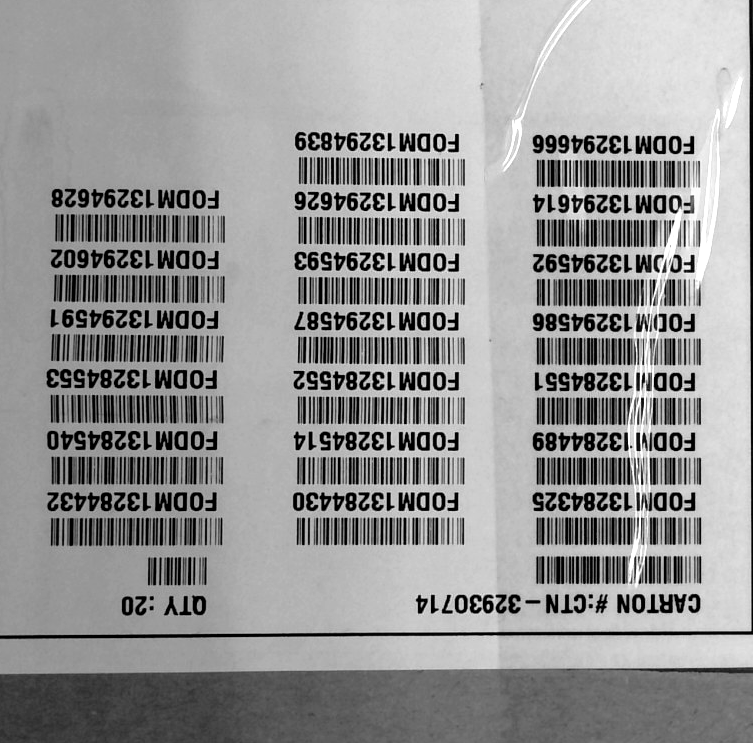 CARTON #:CTN-32930714 QTY :20
FODM13284325 FODM13284430 FODM13284432
FODM13284489 FODM13284514 FODM13284540
FODM13284551 FODM13284552 FODM13284553
FODM13294586 FODM13294587 FODM13294591
FODM13294592 FODM13294593 FODM13294602
FODM13294614 FODM13294626 FODM13294628
FODM13294666 FODM13294839